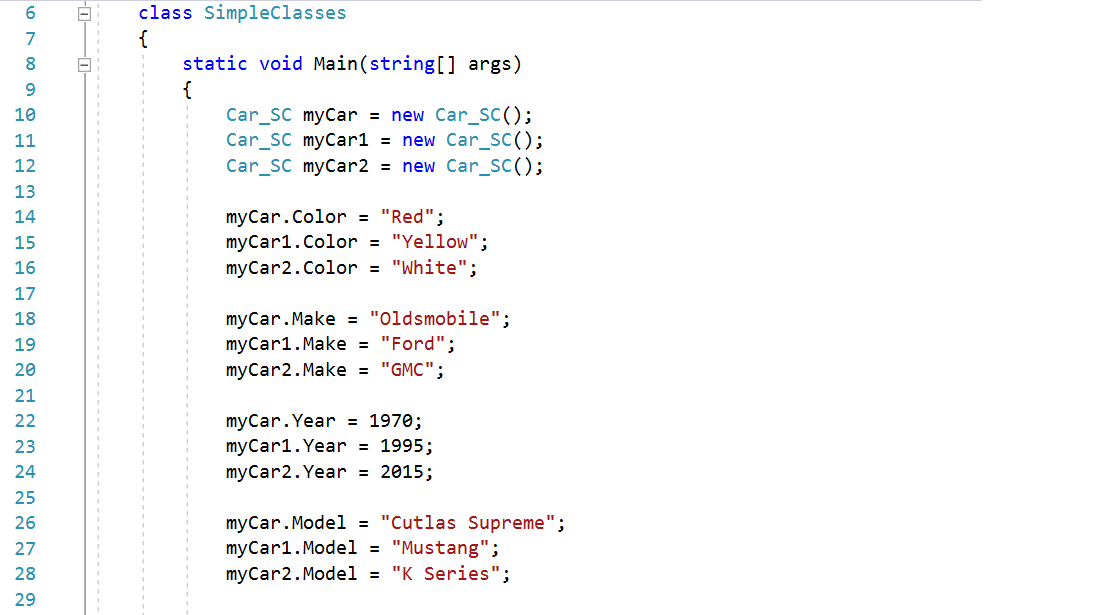 6 class SimpleClasses
7 {
8 static void Main(string[] args)
9 {
10 Car_SC myCar = new Car_SC();
11 Car_SC myCar1 = new Car_SC();
12 Car_SC myCar2 = new Car_SC();
13
14 myCar.Color = "Red";
15 myCar1.Color = "Yellow";
16 myCar2.Color = "White";
17
18 myCar.Make = "Oldsmobile";
19 myCar1.Make = "Ford";
20 myCar2.Make = "GMC";
21
22 myCar.Year = 1970;
23 myCar1.Year = 1995;
24 myCar2.Year = 2015;
25
26 myCar.Model = "Cutlas Supreme";
27 myCar1.Model = "Mustang";
28 myCar2.Model = "K Series";
29